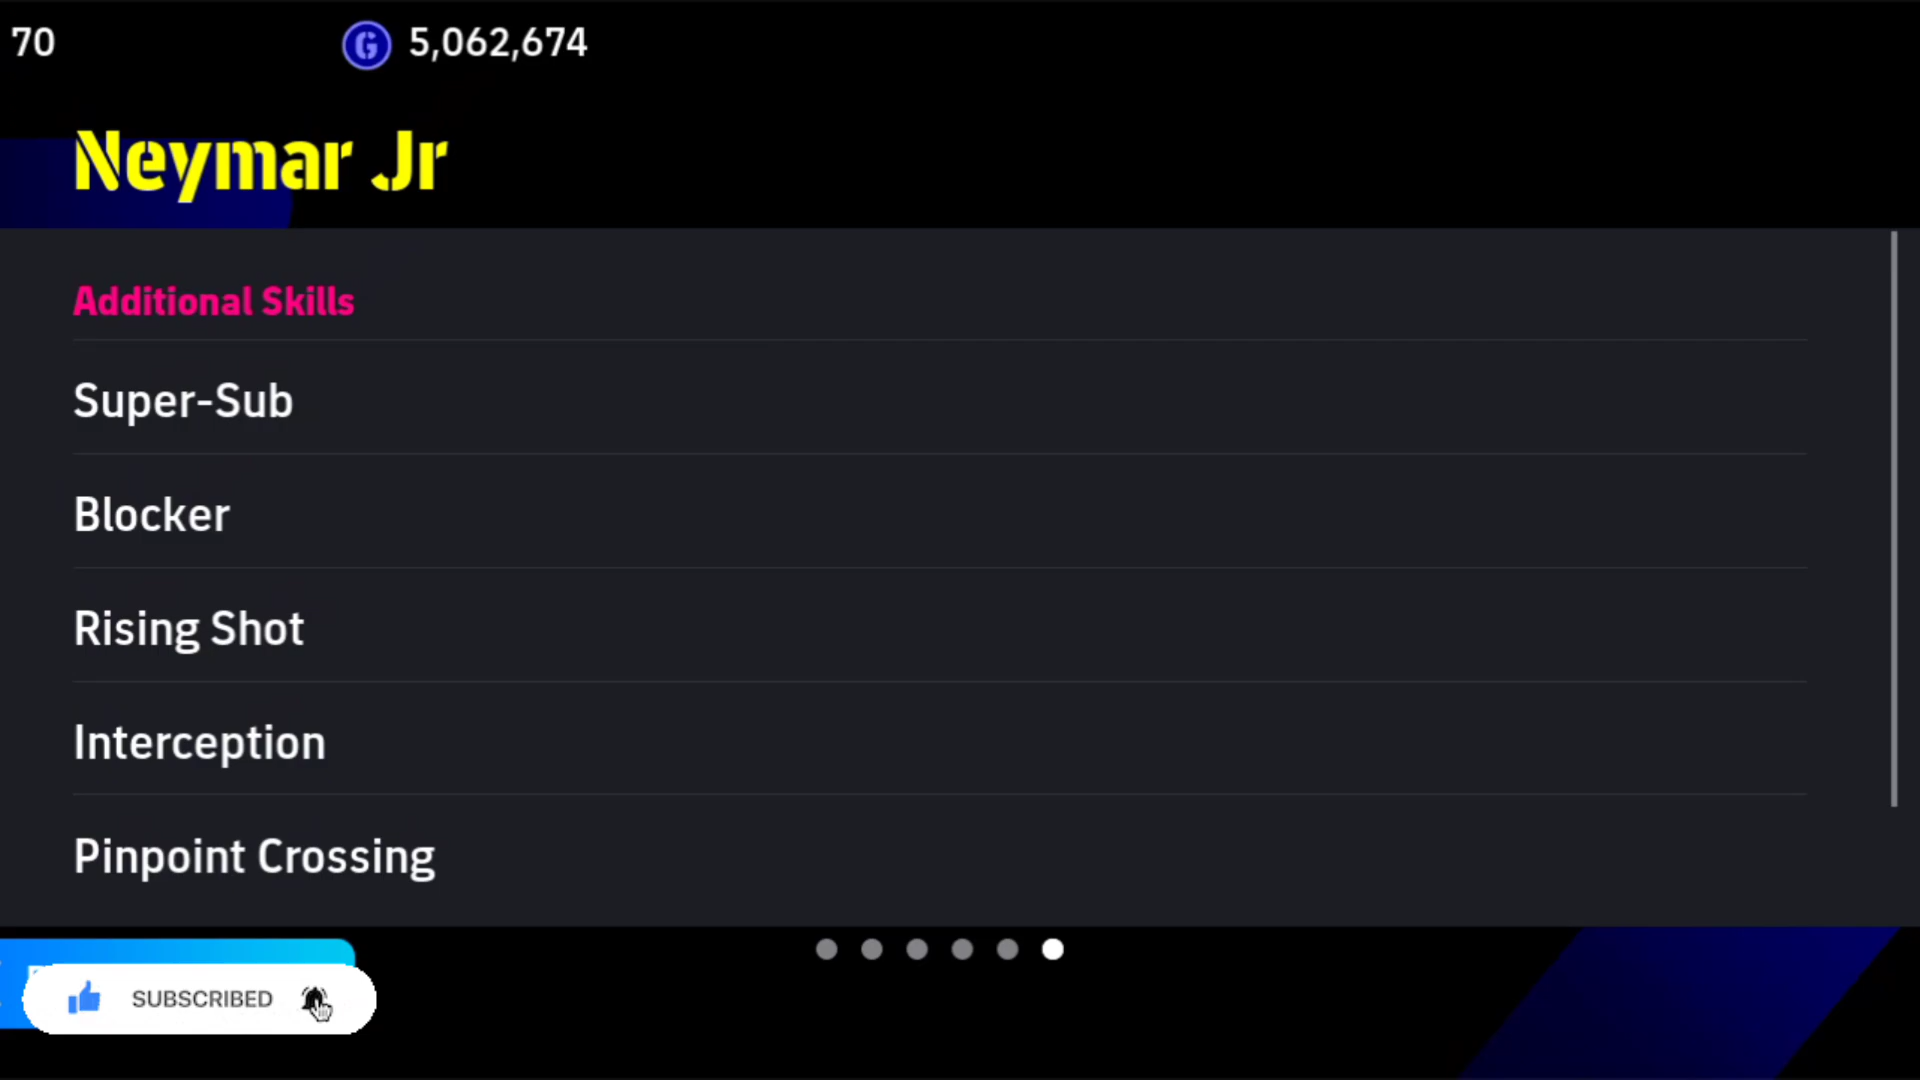 70
G 5,062,674
Neymar Jr
Additional Skills
Super-Sub
Blocker
Rising Shot
Interception
Pinpoint Crossing
SUBSCRIBED